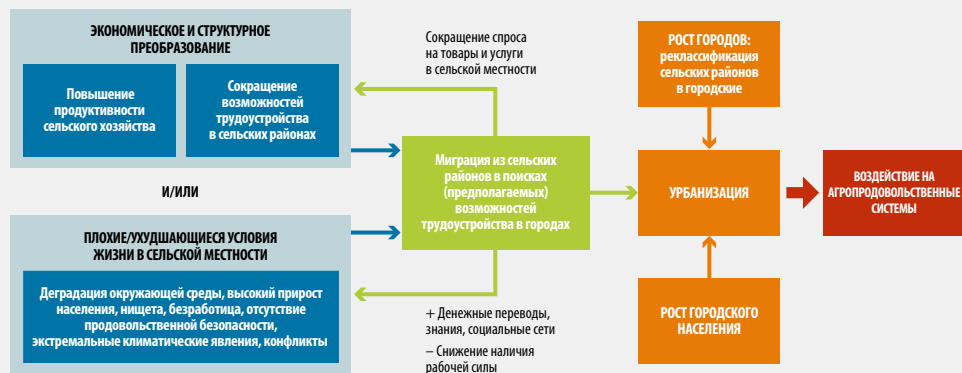 ЭКОНОМИЧЕСКОЕ И СТРУКТУРНОЕ
ПРЕОБРАЗОВАНИЕ
Повышение
продуктивности
сельского хозяйства
Сокращение
возможностей
трудоустройства
в сельских районах
И/ИЛИ
ПЛОХИЕ/УХУДШАЮЩИЕСЯ УСЛОВИЯ
ЖИЗНИ В СЕЛЬСКОЙ МЕСТНОСТИ
Деградация окружающей среды, высокий прирост
населения, нищета, безработица, отсутствие
продовольственной безопасности,
экстремальные климатические явления, конфликты
Сокращение спроса
на товары и услуги
в сельской местности
Миграция из сельских
районов в поисках
(предполагаемых)
возможностей
трудоустройства в городах
+ Денежные переводы,
знания, социальные сети
– Снижение наличия
рабочей силы
РОСТ ГОРОДОВ:
реклассификация
сельских районов
в городские
УРБАНИЗАЦИЯ
РОСТ ГОРОДСКОГО
НАСЕЛЕНИЯ
ВОЗДЕЙСТВИЕ НА
АГРОПРОДОВОЛЬСТВЕННЫЕ
СИСТЕМЫ